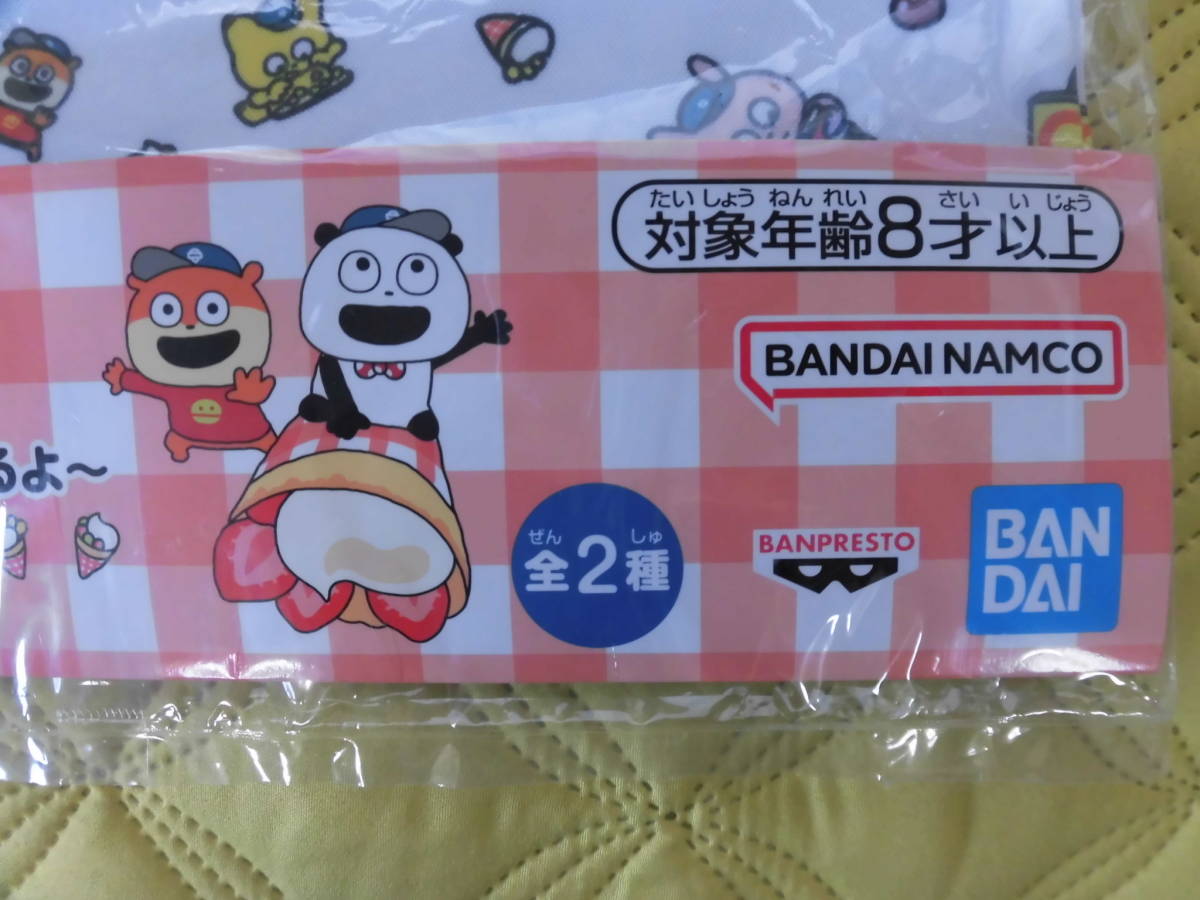 たいしょうねんれい さいいじょう
対象年齢8才以上
BANDAI NAMCO
るよ～
ぜん しゅ
全2種
BANPRESTO
BAN
DAI